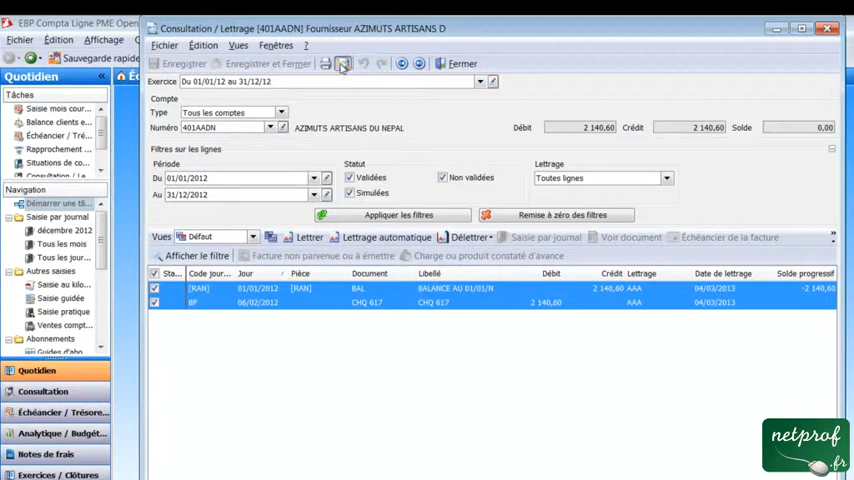 EBP Compta Ligne PME Open
Fichier Édition Affichage
Sauvegarde rapide
Quotidien
Tâches
Saisie mois cour...
Balance clients e...
Échéancier / Tré...
Rapprochement ...
Situations de co...
Consultation / Le...
Navigation
Démarrer une tâ...
Saisie par journal
décembre 2012
Tous les mois
Tous les jour...
Autres saisies
Saisie au kilo...
Saisie guidée
Saisie pratique
Ventes compt...
Abonnements
Guides d'abo...
Quotidien
Consultation
Échéancier / Trésore...
Analytique / Budgét...
Notes de frais
Exercices / Clôtures
Consultation / Lettrage [401AADN] Fournisseur AZIMUTS ARTISANS D
Fichier Édition Vues Fenêtres ?
Enregistrer Enregistrer et Fermer Fermer
Exercice Du 01/01/12 au 31/12/12
Compte
Type Tous les comptes
Numéro 401AADN AZIMUTS ARTISANS DU NEPAL Débit 2 140,60 Crédit 2 140,60 Solde 0,00
Filtres sur les lignes
Période Statut Lettrage
Du 01/01/2012 Validées Non validées Toutes lignes
Au 31/12/2012 Simulées
Appliquer les filtres Remise à zéro des filtres
Vues Défaut Lettrer Lettrage automatique Délettrer Saisie par journal Voir document Échéancier de la facture
Afficher le filtre Facture non parvenue ou à émettre Charge ou produit constaté d'avance
Sta... Code jour... Jour Pièce Document Libellé Débit Crédit Lettrage Date de lettrage Solde progressif
[RAN] 01/01/2012 [RAN] BAL BALANCE AU 01/01/N 2 140,60 AAA 04/03/2013 -2 140,60
BP 06/02/2012 CHQ 617 CHQ 617 2 140,60 AAA 04/03/2013
netprof
.fr